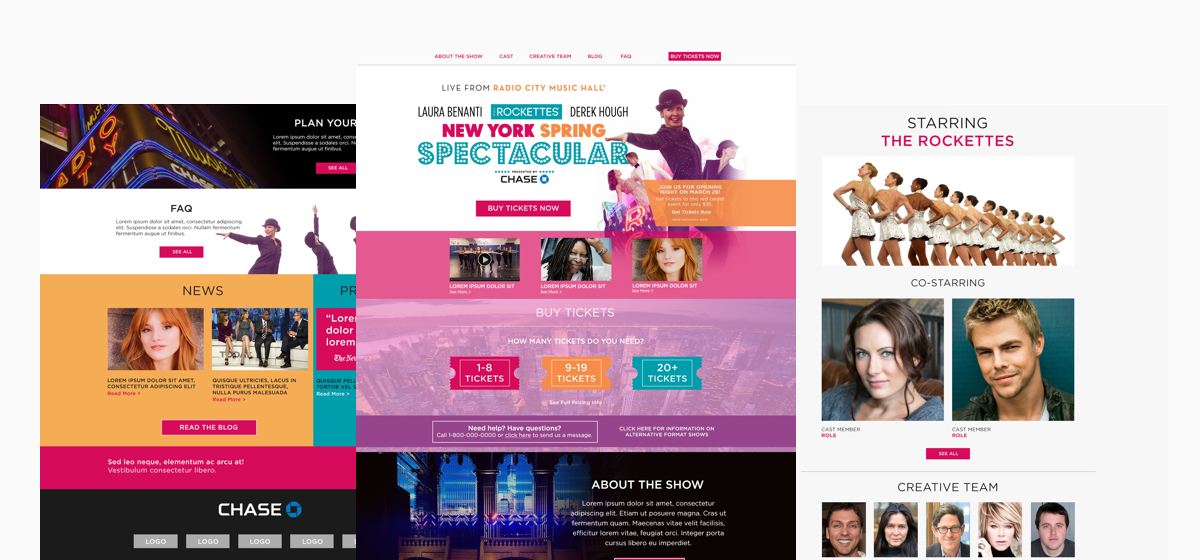 PLAN YOUR
Lorem ipsum dolor sit amet, conse
elit. Suspendisse a sodales orci. N
fermentum augue ut finibus.
SEE ALL
CHASE
FAQ
Lorem ipsum dolor sit amet, consectetur adipiscing
elit. Suspendisse a sodales orci. Nullam fermentum
fermentum augue ut finibus.
SEE ALL
NEWS
LOREM IPSUM DOLOR SIT AMET,
CONSECTETUR ADIPISCING ELIT
Read More >
QUISQUE ULTRICIES, LACUS IN
TRISTIQUE PELLENTESQUE,
NULLA PURUS MALESUADA
Read More >
PR
“Lore
dolor
lorem
The New
QUISQUE PELL
TORTOR VEL S
Read More >
READ THE BLOG
Sed leo neque, elementum ac arcu at!
Vestibulum consectetur libero.
CHASE
LOGO
LOGO
LOGO
LOGO
ABOUT THE SHOW
CAST
CREATIVE TEAM
BLOG
FAQ
BUY TICKETS NOW
LIVE FROM RADIO CITY MUSIC HALL®
LAURA BENANTI ROCKETTES DEREK HOUGH
NEW YORK SPRING
SPECTACULAR
PRESENTED BY
CHASE
BUY TICKETS NOW
JOIN US FOR OPENING
NIGHT ON MARCH 26!
Get tickets to this red carpet
event for only $35.
Get Tickets Now
LOREM IPSUM DOLOR SIT
See More >
LOREM IPSUM DOLOR SIT
See More >
LOREM IPSUM DOLOR SIT
See More >
BUY TICKETS
HOW MANY TICKETS DO YOU NEED?
1-8
TICKETS
9-19
TICKETS
20+
TICKETS
See Full Pricing Info
Need help? Have questions?
Call 1-800-000-0000 or click here to send us a message.
CLICK HERE FOR INFORMATION ON
ALTERNATIVE FORMAT SHOWS
ABOUT THE SHOW
Lorem ipsum dolor sit amet, consectetur
adipiscing elit. Etiam ut posuere magna. Cras ut
fermentum quam. Maecenas vitae velit facilisis,
efficitur lorem vitae, feugiat orci. Integer porta
cursus libero eu imperdiet.
STARRING
THE ROCKETTES
CO-STARRING
CAST MEMBER
ROLE
CAST MEMBER
ROLE
SEE ALL
CREATIVE TEAM